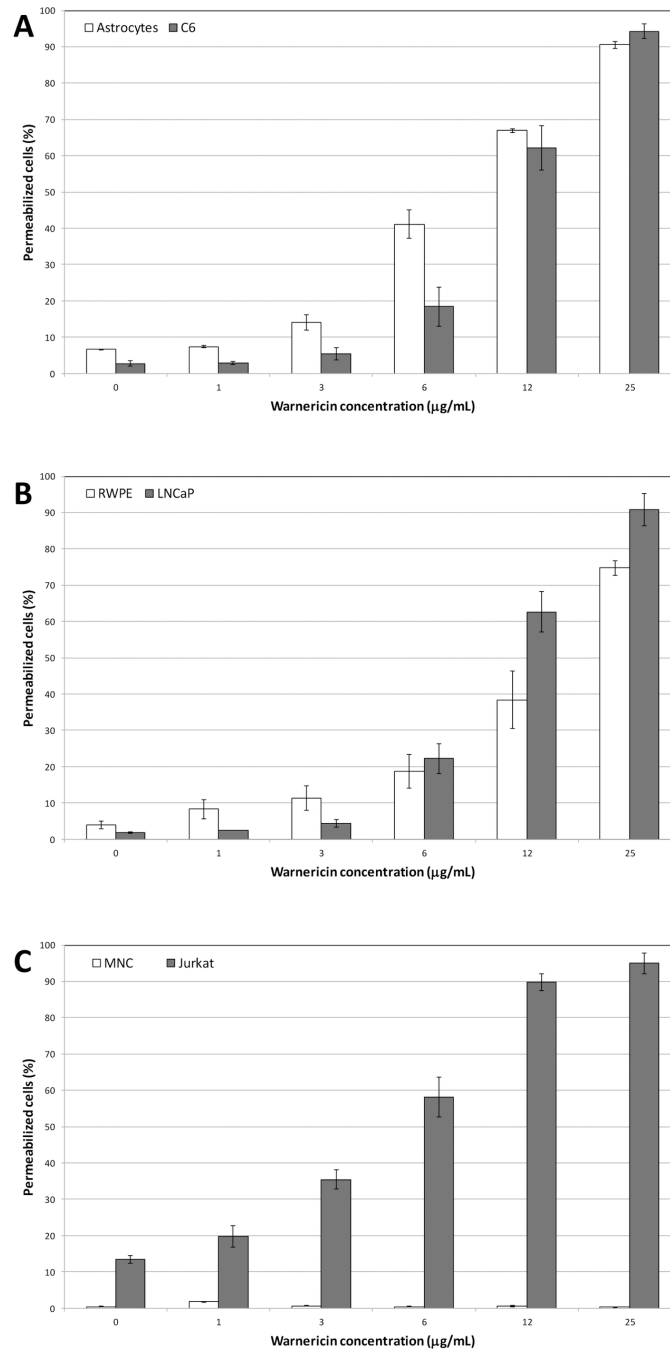 A
Astrocytes C6
Permeabilized cells (%)
100
90
80
70
60
50
40
30
20
10
0
0 1 3 6 12 25
Warnericin concentration (μg/mL)
B
RWPE LNCaP
Permeabilized cells (%)
100
90
80
70
60
50
40
30
20
10
0
0 1 3 6 12 25
Warnericin concentration (μg/mL)
C
MNC Jurkat
Permeabilized cells (%)
100
90
80
70
60
50
40
30
20
10
0
0 1 3 6 12 25
Warnericin concentration (μg/mL)